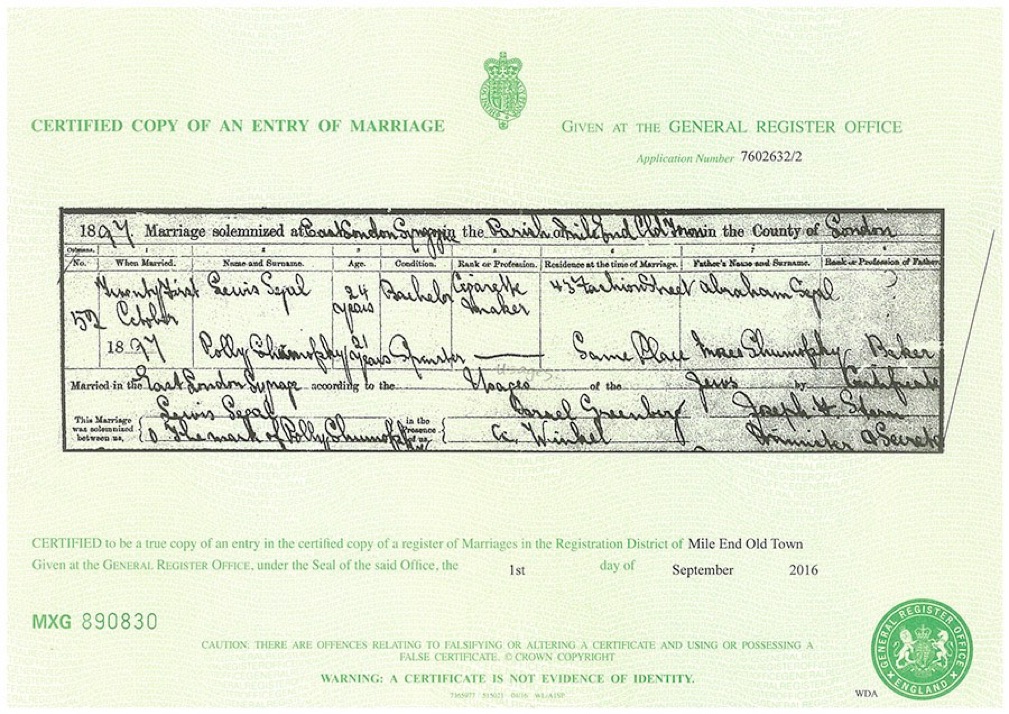 CERTIFIED COPY OF AN ENTRY OF MARRIAGE
GIVEN AT THE GENERAL REGISTER OFFICE
Application Number 7602632/2
1897. Marriage solemnized at East London Synagogue in the Parish of Mile End Old Town in the County of London
Columns. 1 2 3 4 5 6 7 8
No. When Married. Name and Surname. Age. Condition. Rank or Profession. Residence at the time of Marriage. Father's Name and Surname. Rank or Profession of Father.
Twenty First Lewis Segal 24 years Bachelor Cigarette Maker 43 Fashion Street Abraham Segal
October
1897 Polly 21 years Spinster Same Place Moses Baker
Married in the East London Synagogue according to the Usages of the Jews by Certificate
This Marriage was solemnized between us, Lewis Segal in the Presence of us, Israel Greenberg Joseph F. Stern
The mark of Polly A. Winkel Minister & Secretary
CERTIFIED to be a true copy of an entry in the certified copy of a register of Marriages in the Registration District of Mile End Old Town
Given at the GENERAL REGISTER OFFICE, under the Seal of the said Office, the 1st day of September 2016
MXG 890830
CAUTION: THERE ARE OFFENCES RELATING TO FALSIFYING OR ALTERING A CERTIFICATE AND USING OR POSSESSING A
FALSE CERTIFICATE. © CROWN COPYRIGHT
WARNING: A CERTIFICATE IS NOT EVIDENCE OF IDENTITY.
WDA
GENERAL REGISTER OFFICE
ENGLAND